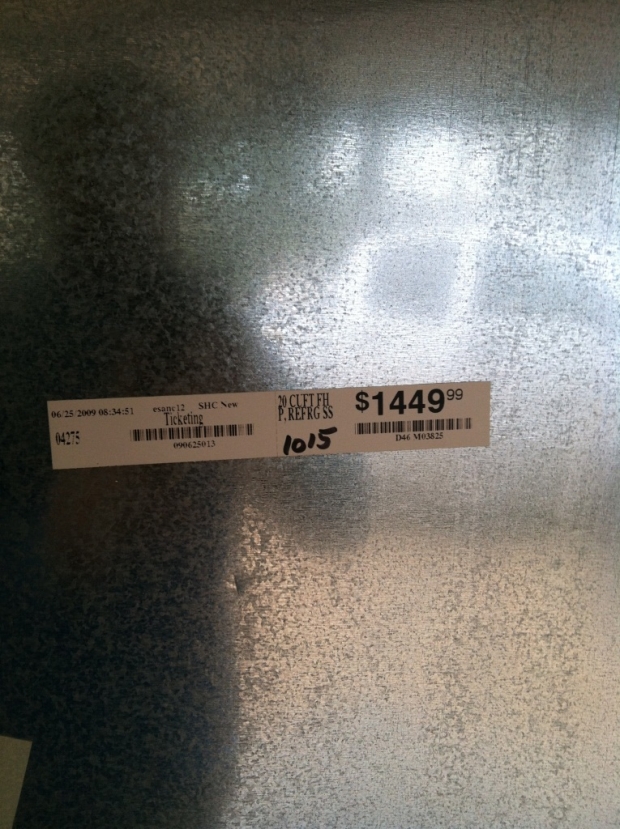 06/25/2009 08:34:51 esanc12 SHC New
Ticketing
04275
090625013
20 CUFT FH
P, REFRG SS
1015
$1449.99
D46 M03825